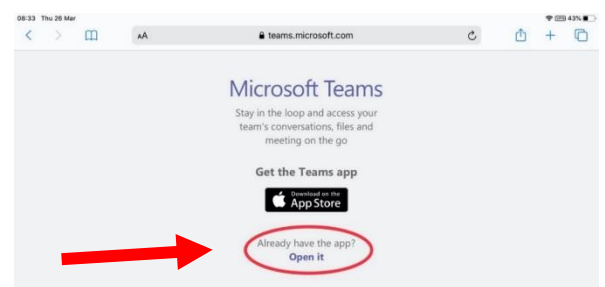 08:33 Thu 26 Mar
43%
AA
teams.microsoft.com
Microsoft Teams
Stay in the loop and access your
team's conversations, files and
meeting on the go
Get the Teams app
Download on the
App Store
Already have the app?
Open it